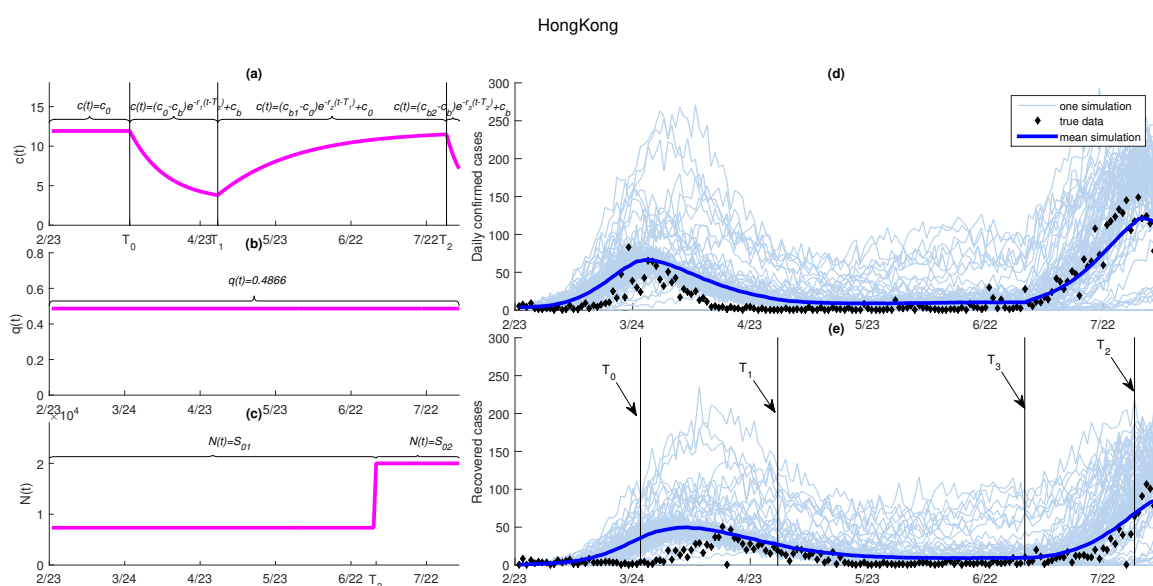 HongKong
(a)
c(t)=c0
c(t)=(c0-cb)e^-r1(t-T0)+cb
c(t)=(cb1-c0)e^-r2(t-T1)+c0
c(t)=(cb2-cb)e^-r3(t-T2)+cb
15
10
5
0
c(t)
2/23
T0
4/23
T1
5/23
6/22
7/22
T2
(b)
q(t)=0.4866
0.8
0.6
0.4
0.2
0
q(t)
2/23
3/24
4/23
5/23
6/22
7/22
×10^4
(c)
N(t)=S01
N(t)=S02
2
1
0
N(t)
2/23
3/24
4/23
5/23
6/22
7/22
(d)
300
250
200
150
100
50
0
Daily confirmed cases
one simulation
true data
mean simulation
2/23
3/24
4/23
5/23
6/22
7/22
(e)
300
250
200
150
100
50
0
Recovered cases
T0
T1
T3
T2
2/23
3/24
4/23
5/23
6/22
7/22